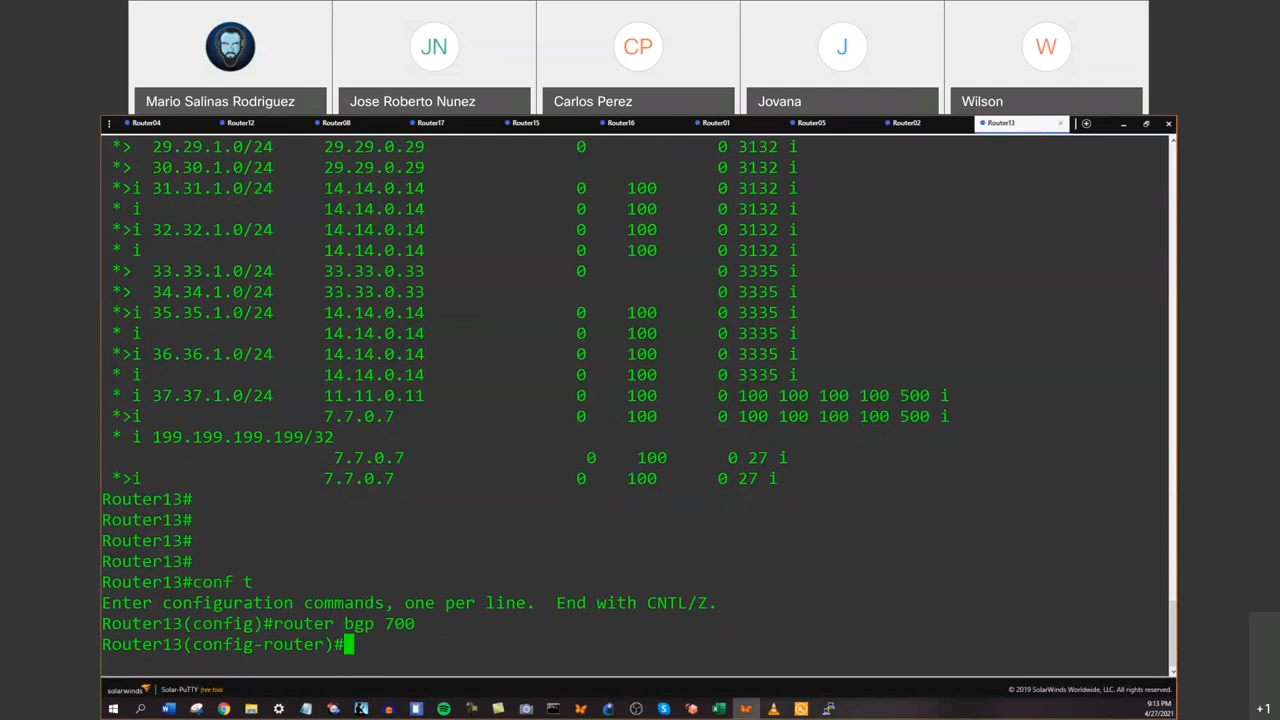 JN
CP
J
W
Mario Salinas Rodriguez
Jose Roberto Nunez
Carlos Perez
Jovana
Wilson
Router04
Router12
Router08
Router17
Router15
Router16
Router01
Router05
Router02
Router13
*> 29.29.1.0/24 29.29.0.29 0 0 3132 i
*> 30.30.1.0/24 29.29.0.29 0 3132 i
*>i 31.31.1.0/24 14.14.0.14 0 100 0 3132 i
* i 14.14.0.14 0 100 0 3132 i
*>i 32.32.1.0/24 14.14.0.14 0 100 0 3132 i
* i 14.14.0.14 0 100 0 3132 i
*> 33.33.1.0/24 33.33.0.33 0 0 3335 i
*> 34.34.1.0/24 33.33.0.33 0 3335 i
*>i 35.35.1.0/24 14.14.0.14 0 100 0 3335 i
* i 14.14.0.14 0 100 0 3335 i
*>i 36.36.1.0/24 14.14.0.14 0 100 0 3335 i
* i 14.14.0.14 0 100 0 3335 i
* i 37.37.1.0/24 11.11.0.11 0 100 0 100 100 100 100 500 i
*>i 7.7.0.7 0 100 0 100 100 100 100 500 i
* i 199.199.199.199/32
7.7.0.7 0 100 0 27 i
*>i 7.7.0.7 0 100 0 27 i
Router13#
Router13#
Router13#
Router13#
Router13#conf t
Enter configuration commands, one per line. End with CNTL/Z.
Router13(config)#router bgp 700
Router13(config-router)#
solarwinds Solar-PuTTY free tool
© 2019 SolarWinds Worldwide, LLC. All rights reserved.
9:13 PM
4/27/2021
+1